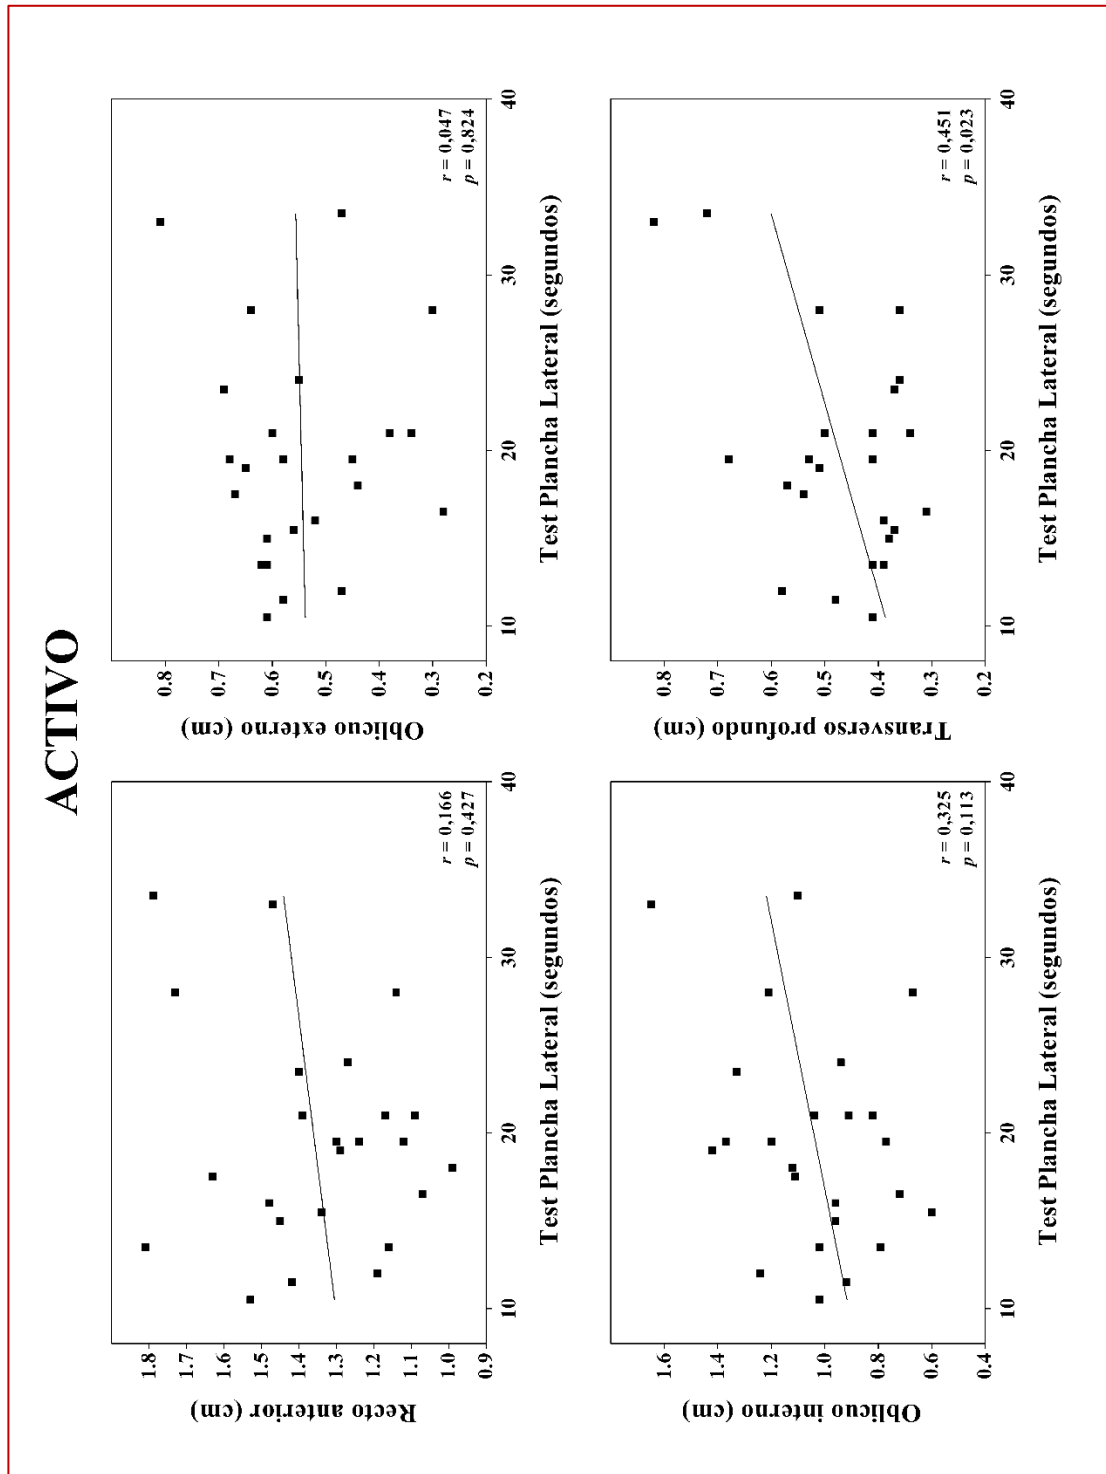 ACTIVO
Recto anterior (cm)
1.8
1.7
1.6
1.5
1.4
1.3
1.2
1.1
1.0
0.9
r = 0,166
p = 0,427
10 20 30 40
Test Plancha Lateral (segundos)
Oblicuo externo (cm)
0.8
0.7
0.6
0.5
0.4
0.3
0.2
r = 0,047
p = 0,824
10 20 30 40
Test Plancha Lateral (segundos)
Oblicuo interno (cm)
1.6
1.4
1.2
1.0
0.8
0.6
0.4
r = 0,325
p = 0,113
10 20 30 40
Test Plancha Lateral (segundos)
Transverso profundo (cm)
0.8
0.7
0.6
0.5
0.4
0.3
0.2
r = 0,451
p = 0,023
10 20 30 40
Test Plancha Lateral (segundos)